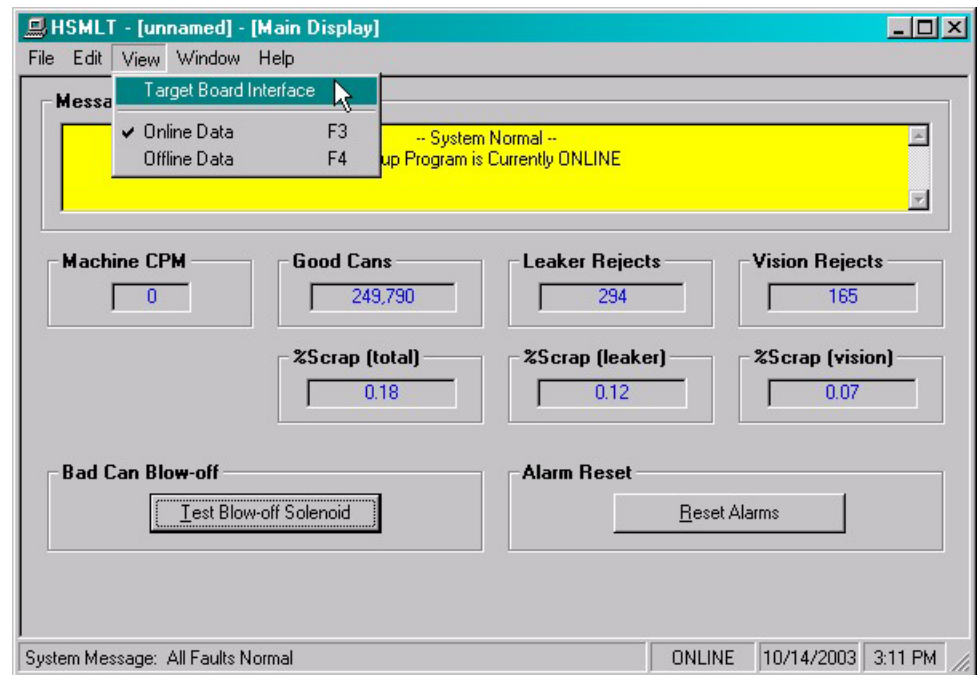 HSMLT - [unnamed] - [Main Display]
File Edit View Window Help
Target Board Interface
Online Data F3
Offline Data F4
-- System Normal --
up Program is Currently ONLINE
Machine CPM Good Cans Leaker Rejects Vision Rejects
0 249,790 294 165
%Scrap (total) %Scrap (leaker) %Scrap (vision)
0.18 0.12 0.07
Bad Can Blow-off Alarm Reset
Test Blow-off Solenoid Reset Alarms
System Message: All Faults Normal ONLINE 10/14/2003 3:11 PM